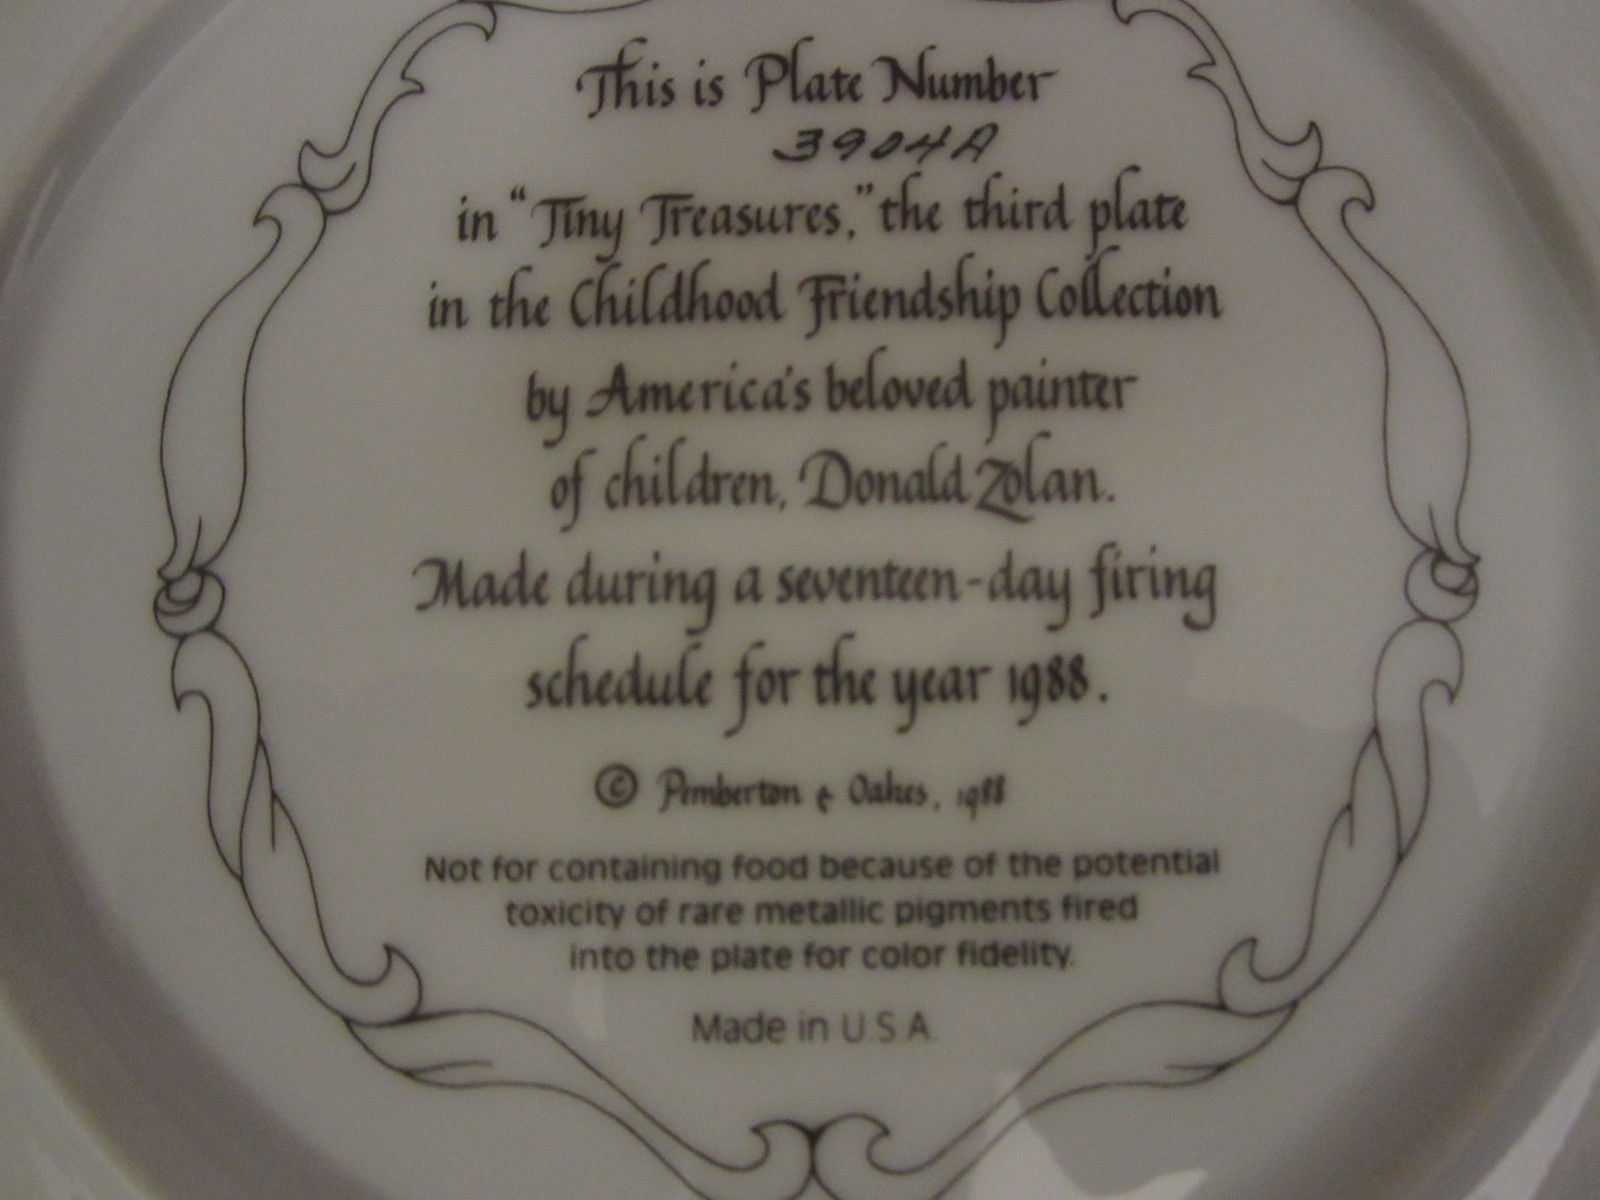 This is Plate Number
3904A
in "Tiny Treasures," the third plate
in the Childhood Friendship Collection
by America's beloved painter
of children, Donald Zolan.
Made during a seventeen-day firing
schedule for the year 1988.
© Pemberton & Oakes, 1988
Not for containing food because of the potential
toxicity of rare metallic pigments fired
into the plate for color fidelity.
Made in U.S.A.